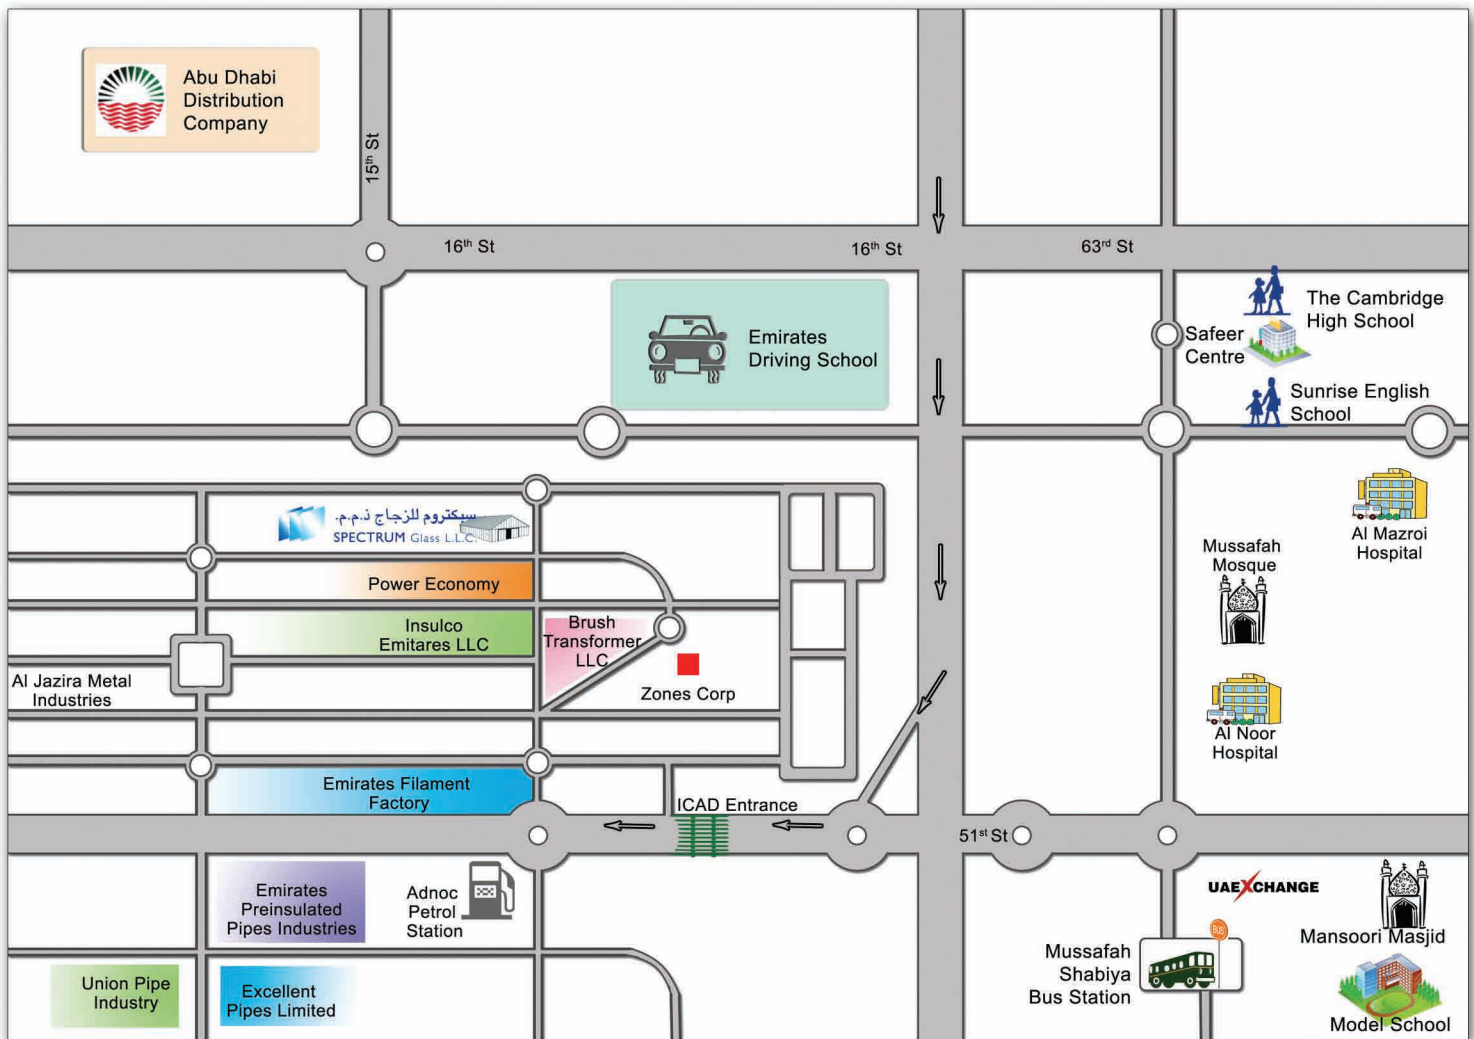 Abu Dhabi
Distribution
Company
15th St
16th St
16th St
63rd St
The Cambridge
High School
Safeer
Centre
Emirates
Driving School
Sunrise English
School
سبكتروم للزجاج ذ.م.م.
SPECTRUM Glass L.L.C.
Al Mazroi
Hospital
Mussafah
Mosque
Power Economy
Insulco
Emitares LLC
Brush
Transformer
LLC
Zones Corp
Al Jazira Metal
Industries
Al Noor
Hospital
Emirates Filament
Factory
ICAD Entrance
51st St
Emirates
Preinsulated
Pipes Industries
Adnoc
Petrol
Station
UAEXCHANGE
Mansoori Masjid
BUS
Mussafah
Shabiya
Bus Station
Union Pipe
Industry
Excellent
Pipes Limited
Model School